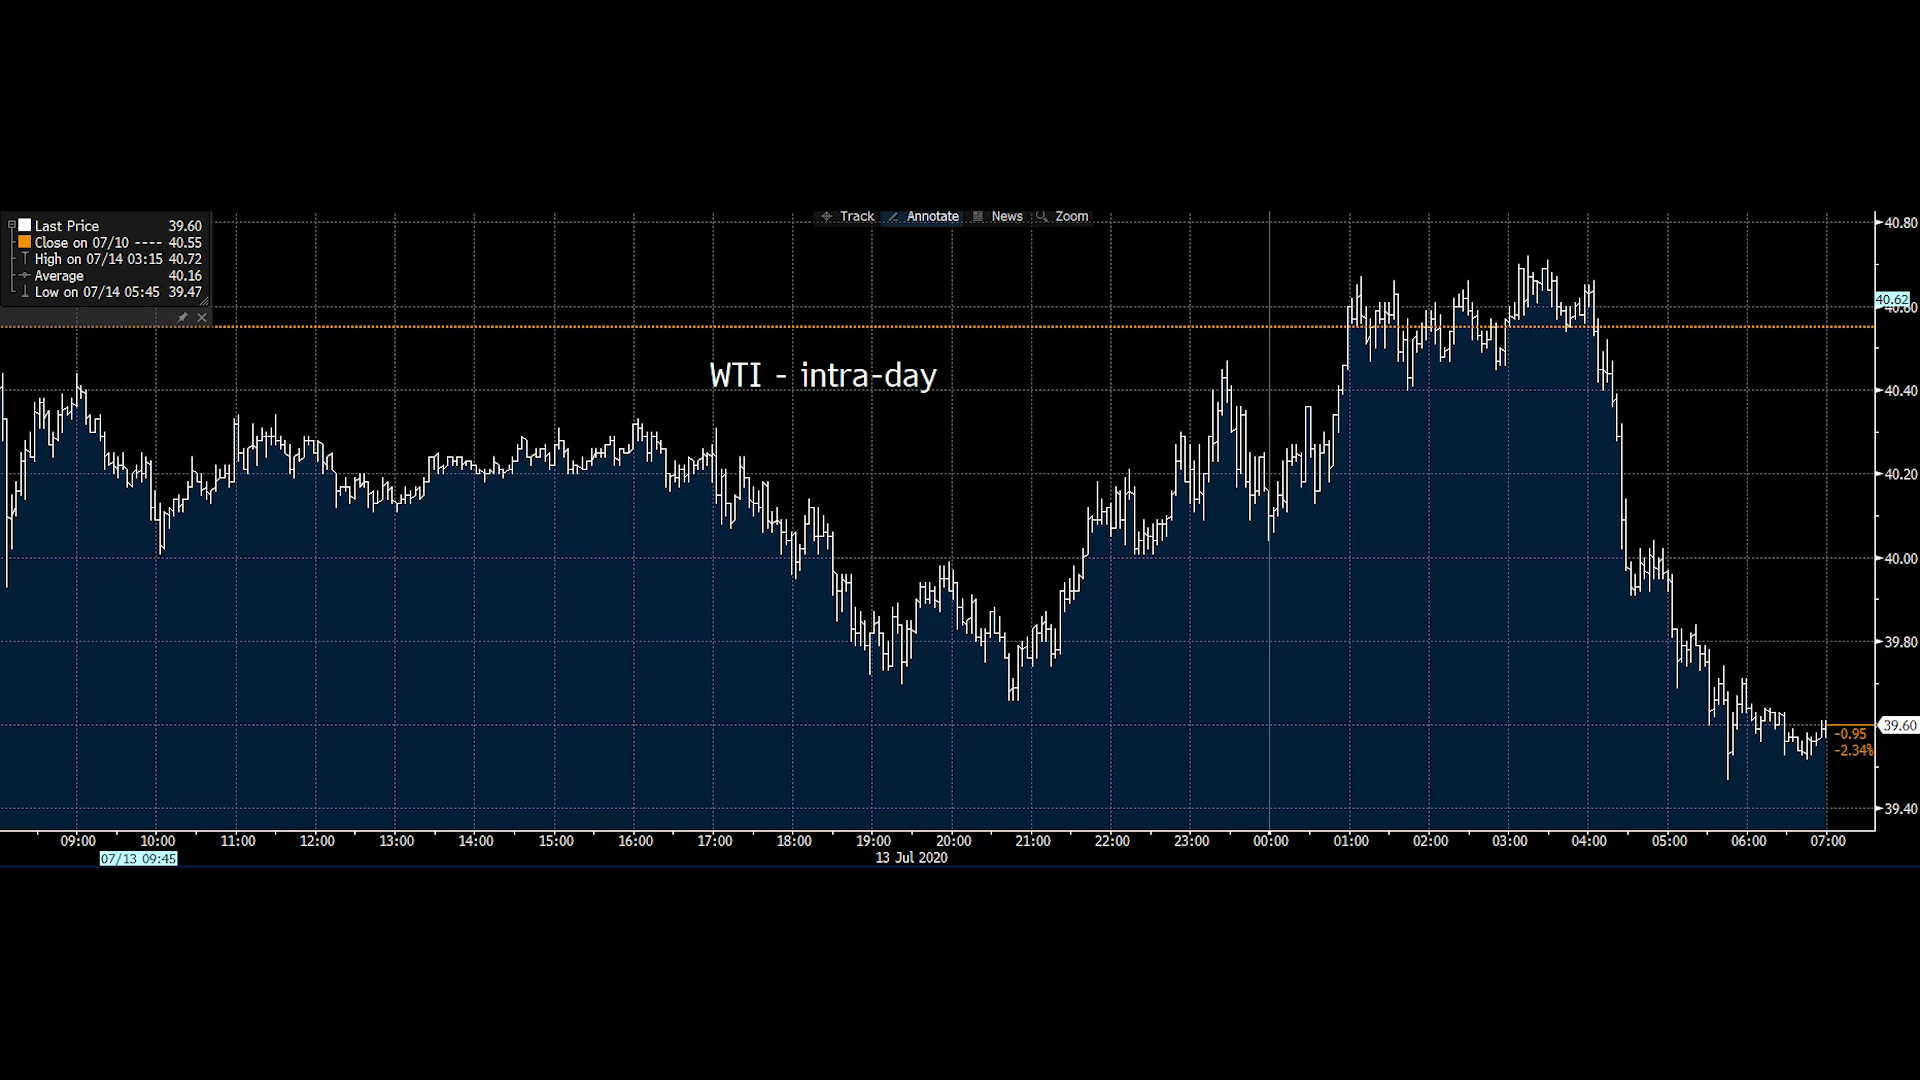 Track Annotate News Zoom
Last Price 39.60
Close on 07/10 ---- 40.55
High on 07/14 03:15 40.72
Average 40.16
Low on 07/14 05:45 39.47
WTI - intra-day
40.80
40.62
40.60
40.40
40.20
40.00
39.80
39.60
-0.95
-2.34%
39.40
09:00 10:00 11:00 12:00 13:00 14:00 15:00 16:00 17:00 18:00 19:00 20:00 21:00 22:00 23:00 00:00 01:00 02:00 03:00 04:00 05:00 06:00 07:00
07/13 09:45 13 Jul 2020